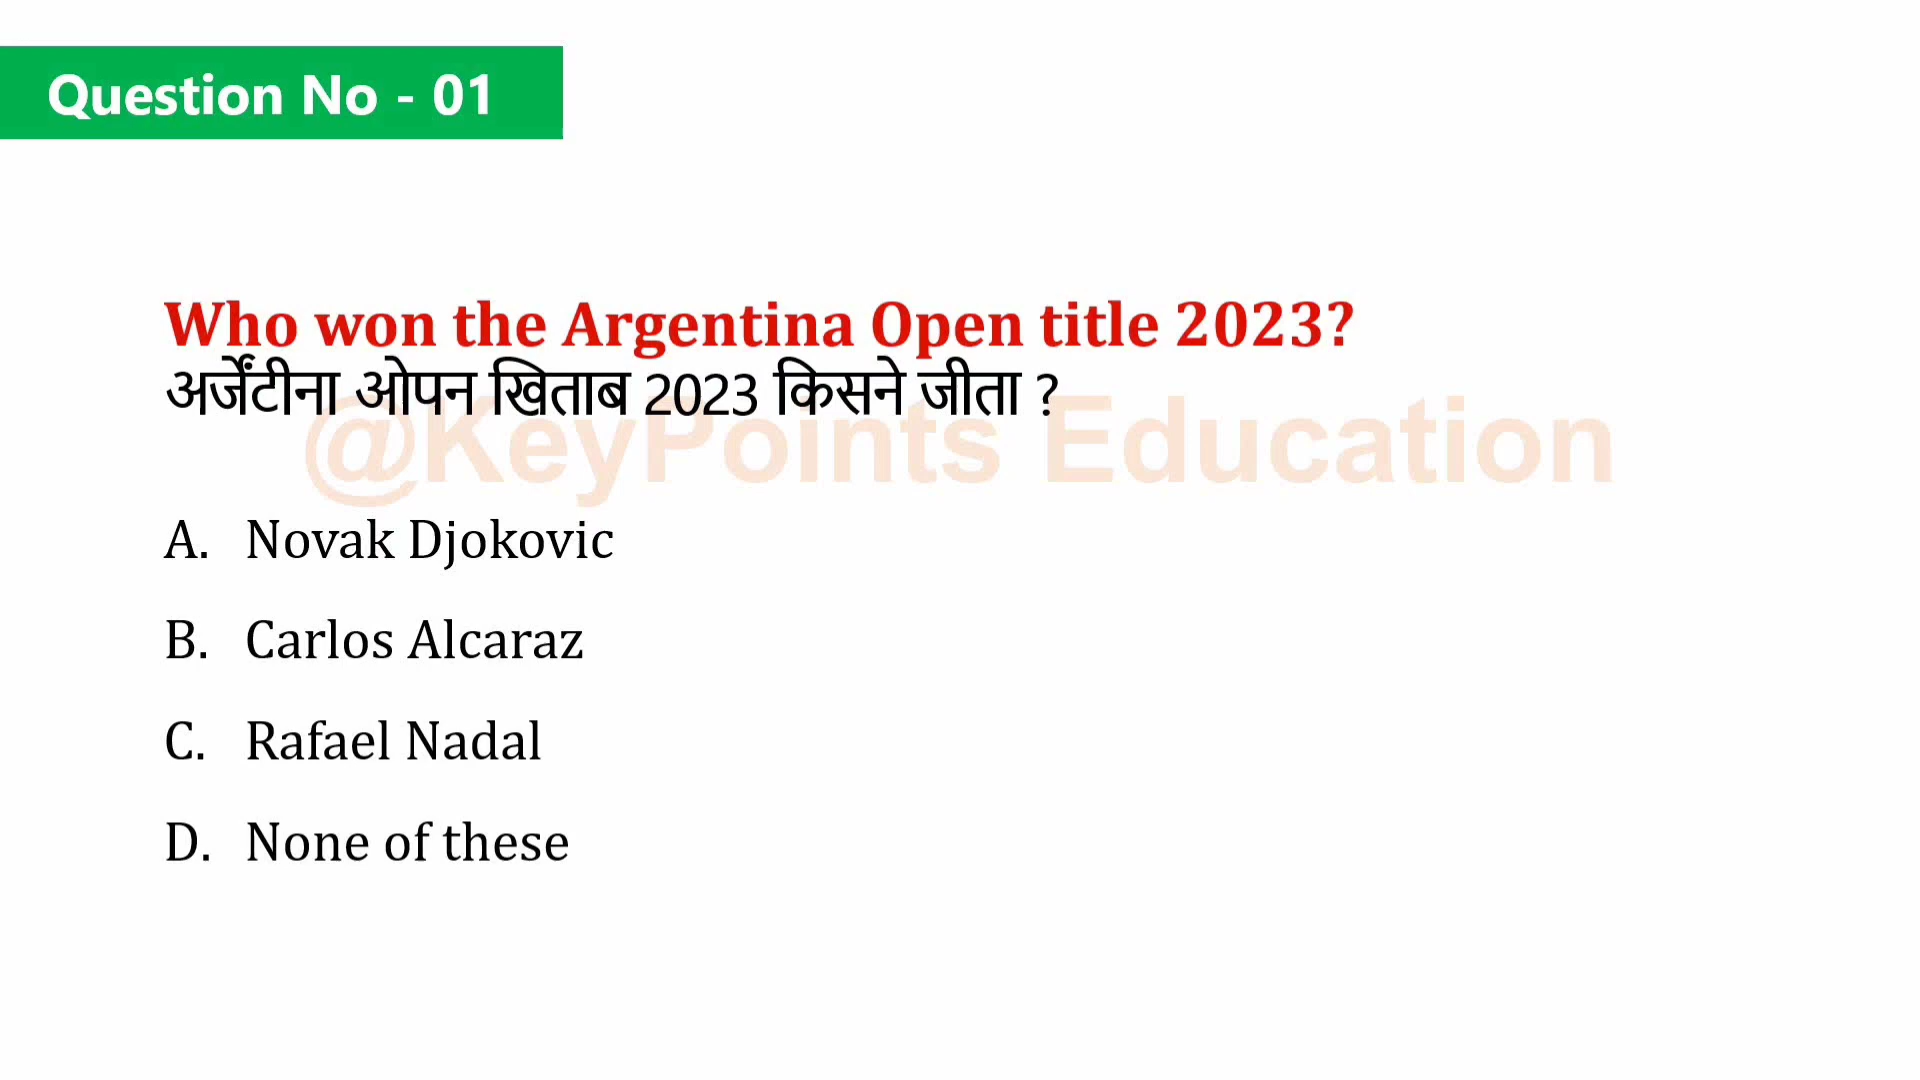 Question No - 01
Who won the Argentina Open title 2023?
अर्जेंटीना ओपन खिताब 2023 किसने जीता ?
@KeyPoints Education
A. Novak Djokovic
B. Carlos Alcaraz
C. Rafael Nadal
D. None of these